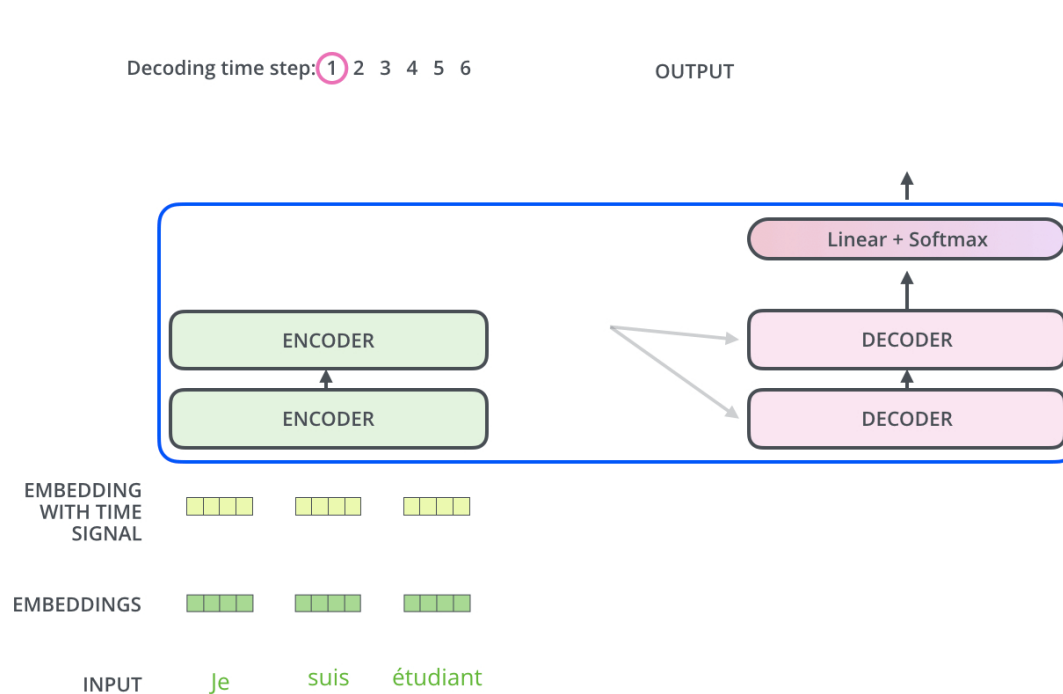 Decoding time step: 1 2 3 4 5 6
OUTPUT
Linear + Softmax
ENCODER
DECODER
ENCODER
DECODER
EMBEDDING
WITH TIME
SIGNAL
EMBEDDINGS
INPUT
Je suis étudiant